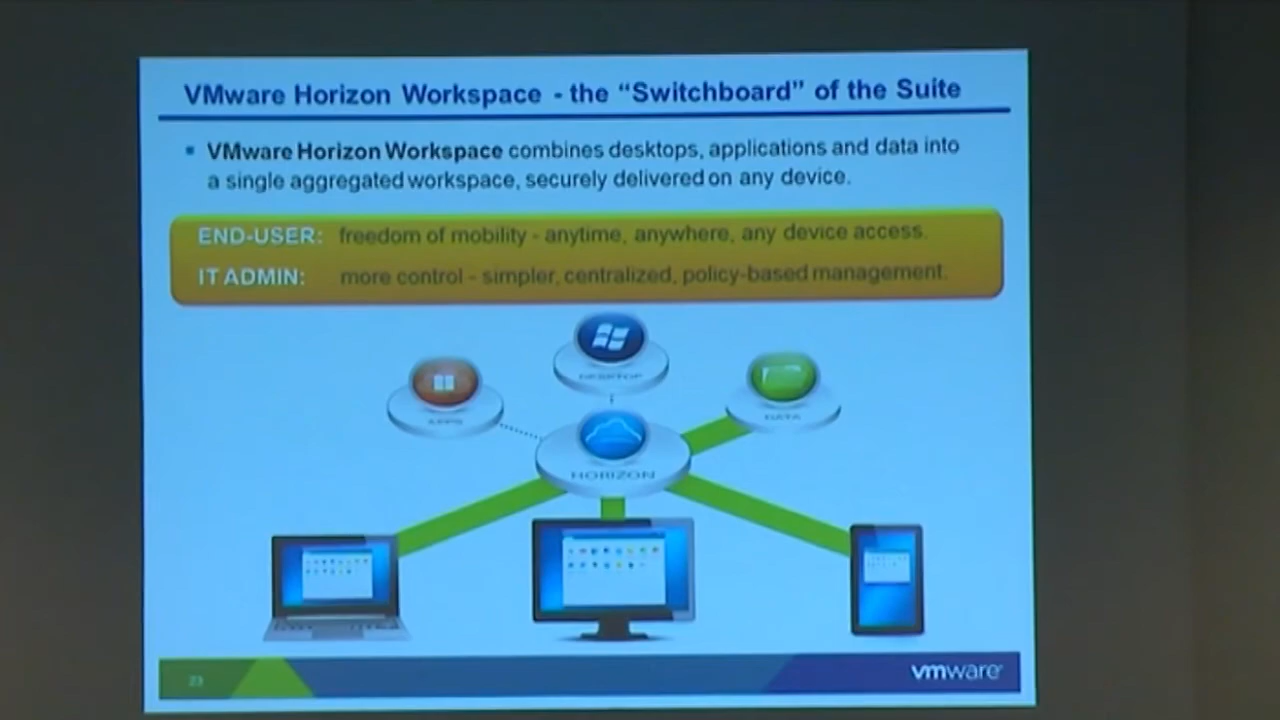 VMware Horizon Workspace - the “Switchboard” of the Suite
VMware Horizon Workspace combines desktops, applications and data into
a single aggregated workspace, securely delivered on any device.
END-USER: freedom of mobility - anytime, anywhere, any device access.
IT ADMIN: more control - simpler, centralized, policy-based management.
DESKTOP
APPS
DATA
HORIZON
23
vmware